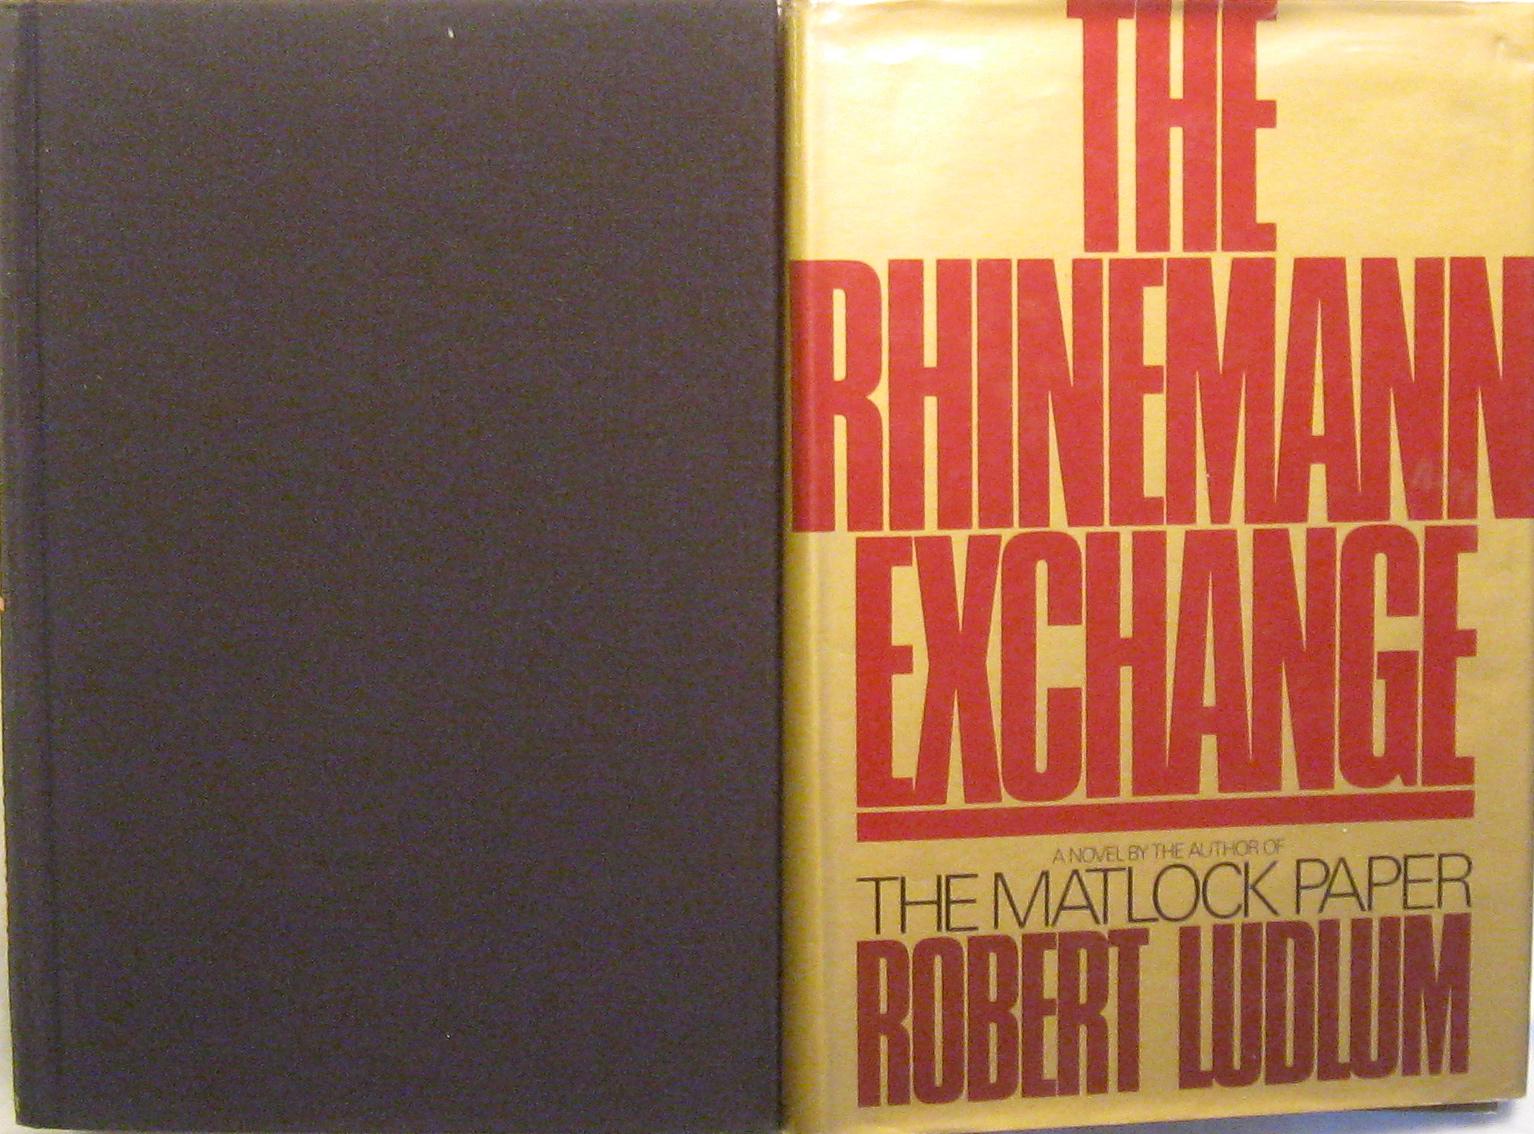 THE
RHINEMANN
EXCHANGE
A NOVEL BY THE AUTHOR OF
THE MATLOCK PAPER
ROBERT LUDLUM